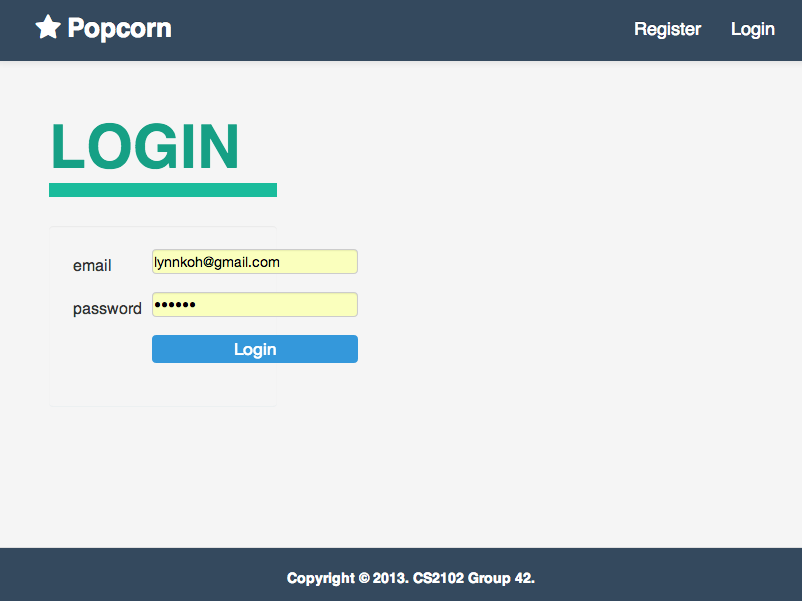 Popcorn
Register
Login
LOGIN
email
lynnkoh@gmail.com
password
••••••
Login
Copyright © 2013. CS2102 Group 42.